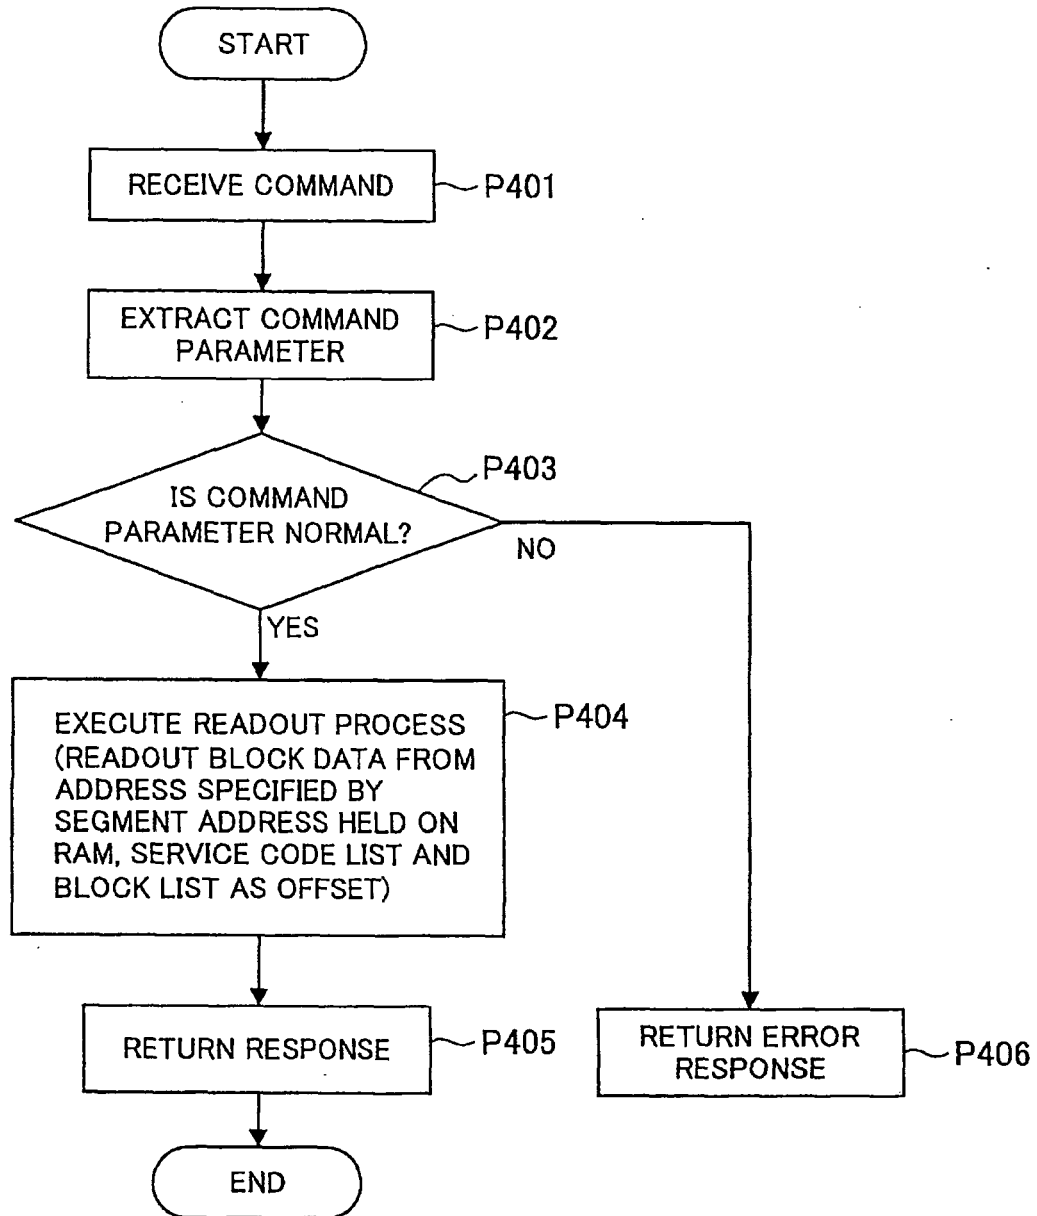 START
RECEIVE COMMAND
P401
EXTRACT COMMAND
PARAMETER
P402
IS COMMAND
PARAMETER NORMAL?
P403
NO
YES
EXECUTE READOUT PROCESS
(READOUT BLOCK DATA FROM
ADDRESS SPECIFIED BY
SEGMENT ADDRESS HELD ON
RAM, SERVICE CODE LIST AND
BLOCK LIST AS OFFSET)
P404
RETURN RESPONSE
P405
RETURN ERROR
RESPONSE
P406
END